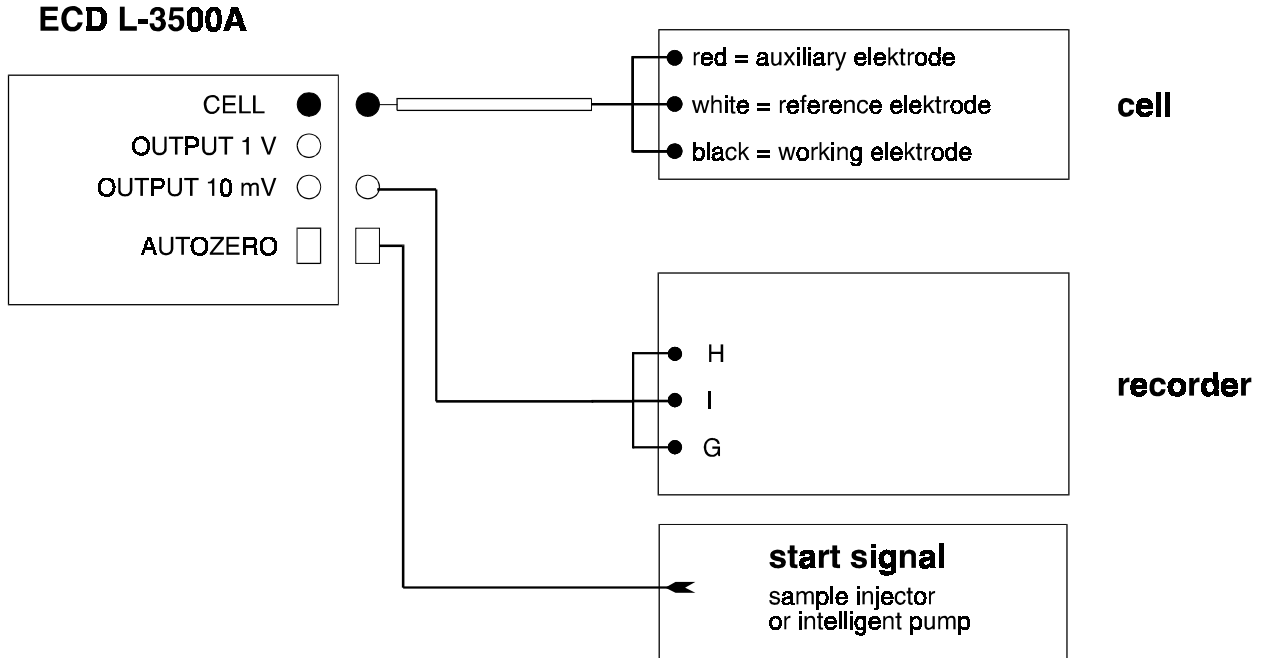 ECD L-3500A
CELL
OUTPUT 1 V
OUTPUT 10 mV
AUTOZERO
red = auxiliary elektrode
white = reference elektrode
black = working elektrode
cell
H
I
G
recorder
start signal
sample injector
or intelligent pump